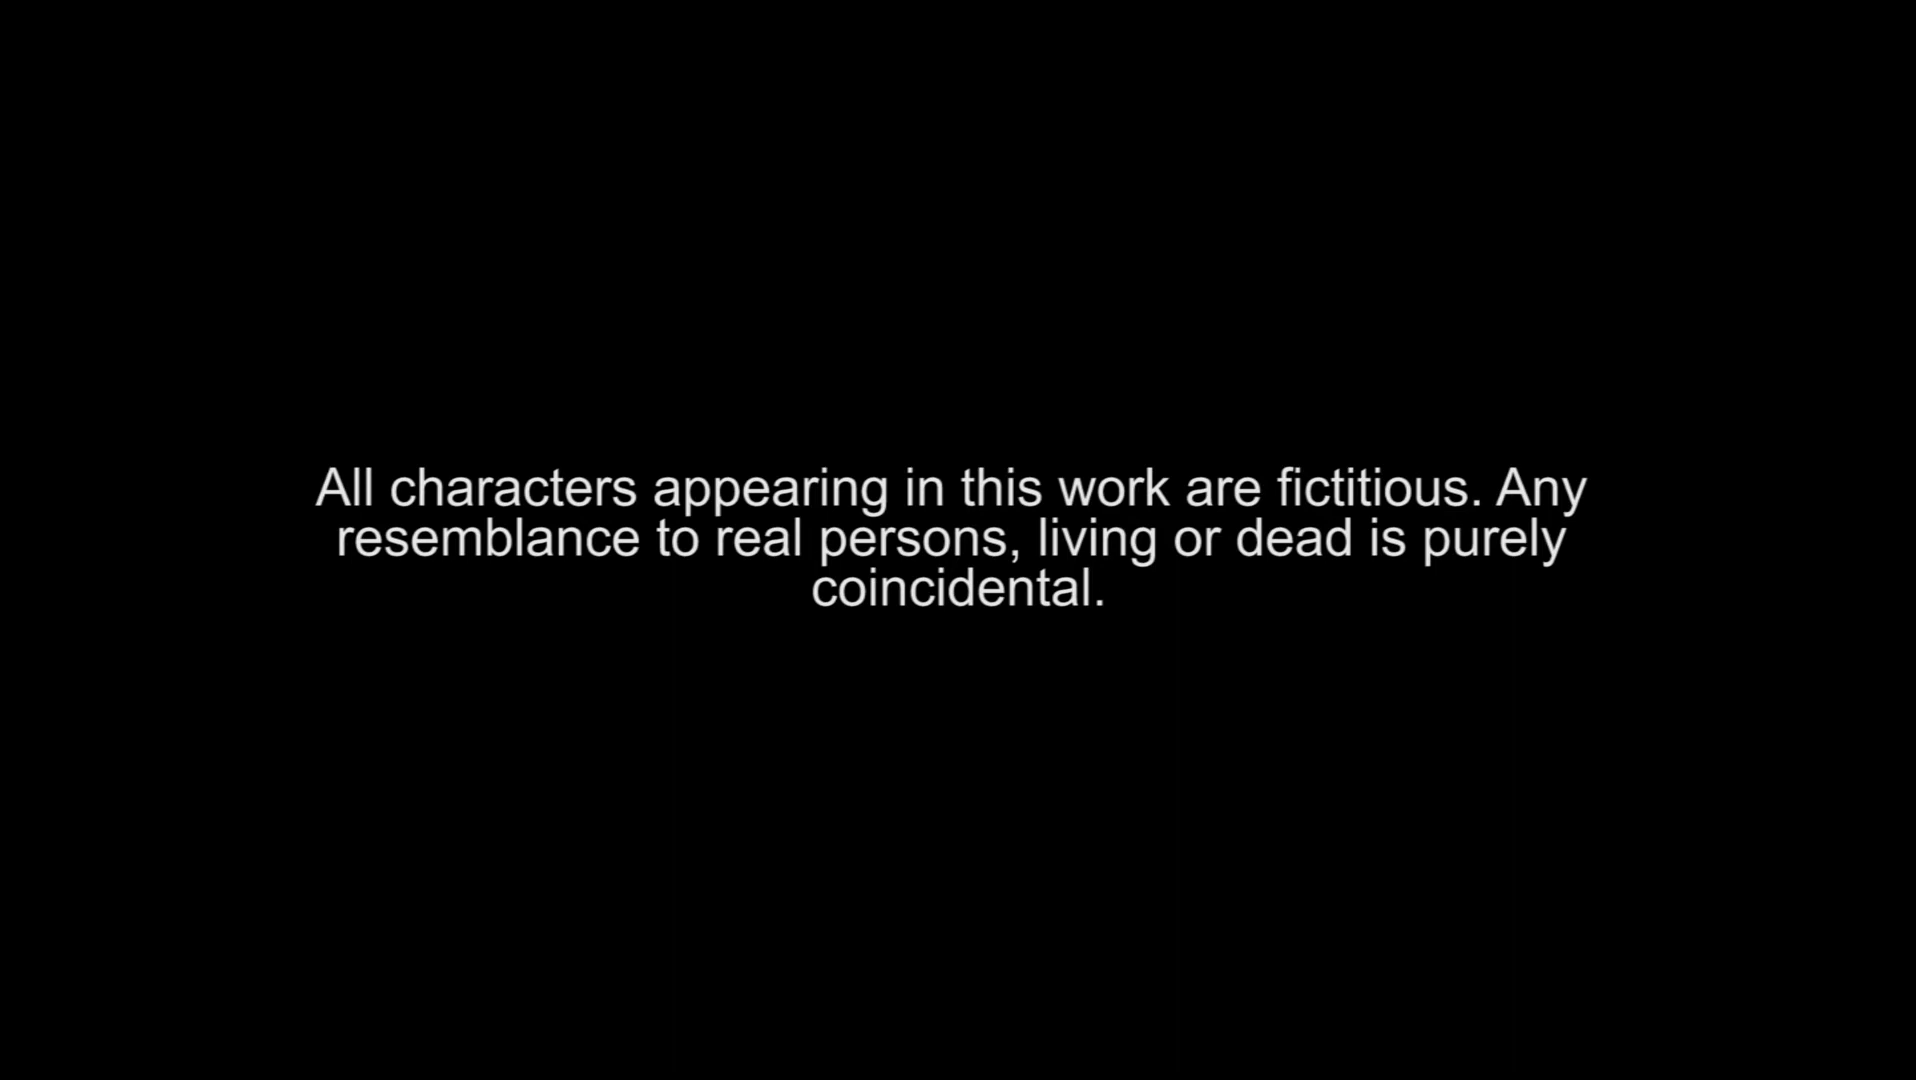 All characters appearing in this work are fictitious. Any
resemblance to real persons, living or dead is purely
coincidental.